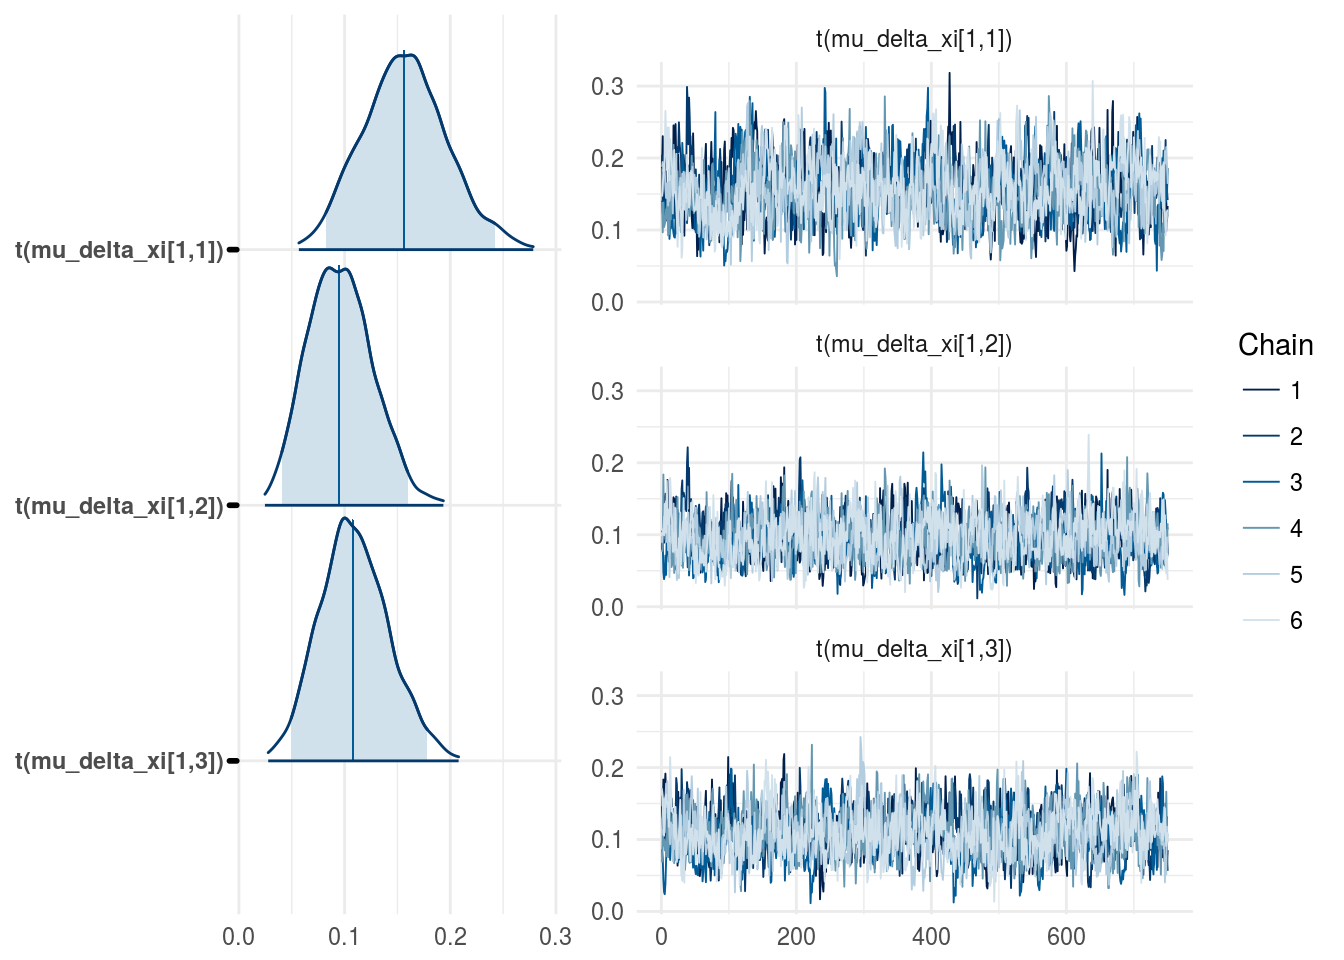 t(mu_delta_xi[1,1])
t(mu_delta_xi[1,2])
t(mu_delta_xi[1,3])
0.0 0.1 0.2 0.3
t(mu_delta_xi[1,1])
0.3
0.2
0.1
0.0
t(mu_delta_xi[1,2])
0.3
0.2
0.1
0.0
t(mu_delta_xi[1,3])
0.3
0.2
0.1
0.0
0 200 400 600
Chain
1
2
3
4
5
6